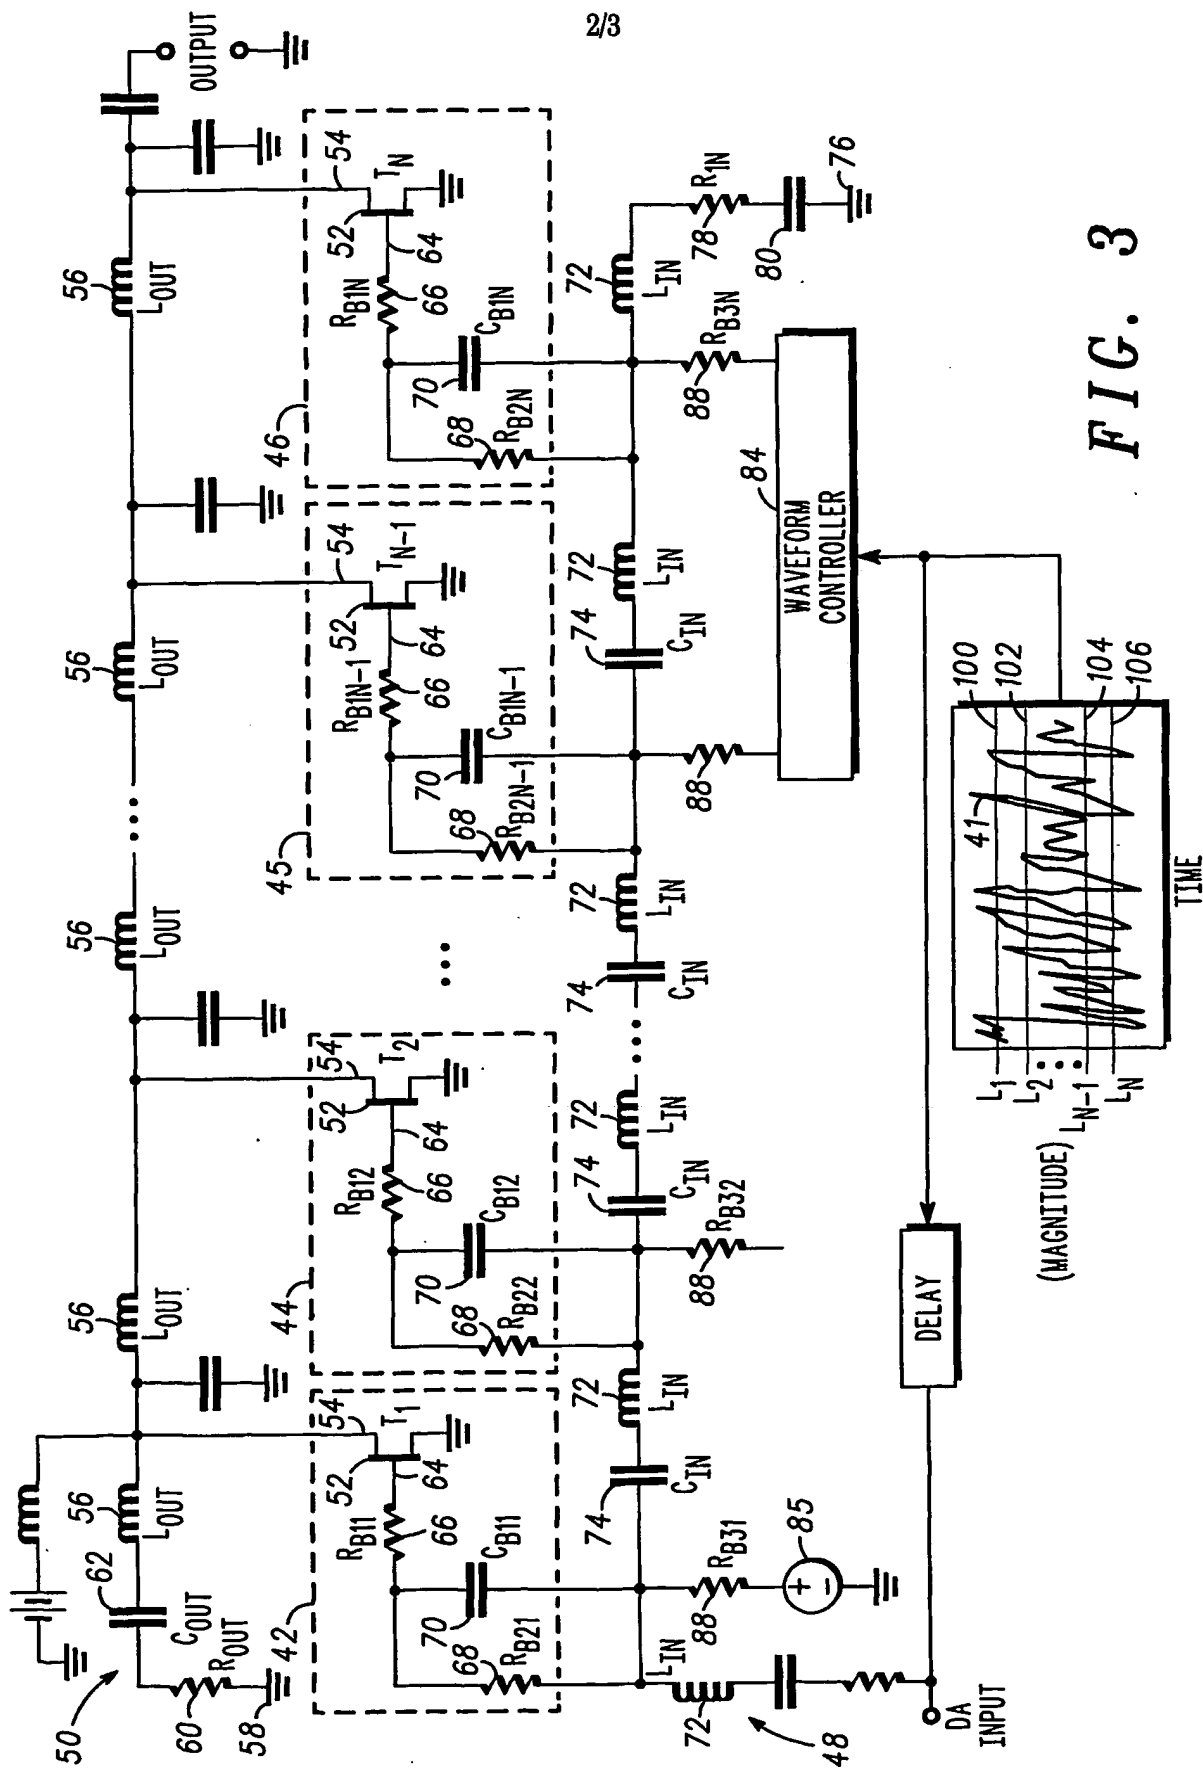 2/3
50
C_OUT
62
60
R_OUT
58
56
L_OUT
56
L_OUT
56
L_OUT
56
L_OUT
56
L_OUT
OUTPUT
42
54
52
T_1
64
R_B11
66
C_B11
70
68
R_B21
44
54
52
T_2
64
R_B12
66
C_B12
70
68
R_B22
...
45
54
52
T_N-1
64
R_B1N-1
66
C_B1N-1
70
68
R_B2N-1
46
54
52
T_N
64
R_B1N
66
C_B1N
70
68
R_B2N
L_IN
72
48
74
C_IN
72
L_IN
74
C_IN
72
L_IN
...
74
C_IN
72
L_IN
74
C_IN
72
L_IN
72
L_IN
88
R_B31
85
+
-
88
R_B32
88
88
R_B3N
78
R_1N
80
76
WAVEFORM
CONTROLLER
84
DA
INPUT
DELAY
(MAGNITUDE)
L_1
L_2
...
L_N-1
L_N
41
100
102
104
106
TIME
FIG. 3